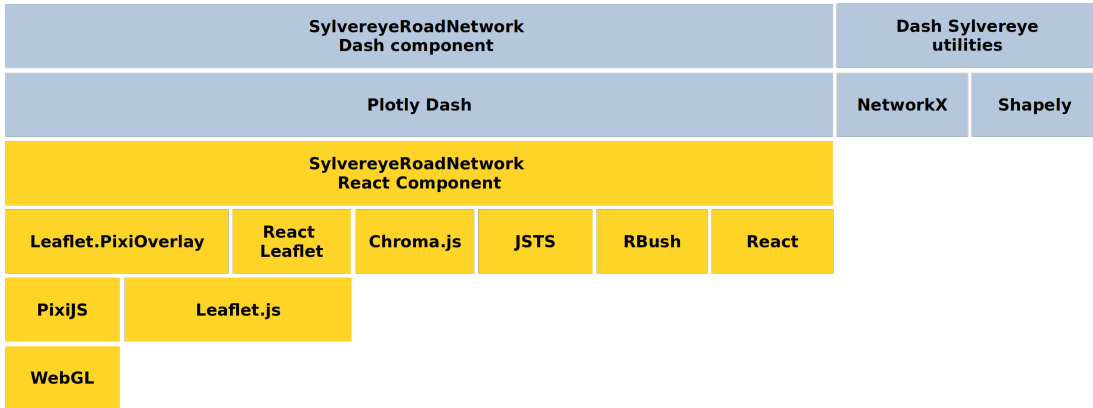 SylvereyeRoadNetwork
Dash component
Dash Sylvereye
utilities
Plotly Dash
NetworkX
Shapely
SylvereyeRoadNetwork
React Component
Leaflet.PixiOverlay
React
Leaflet
Chroma.js
JSTS
RBush
React
PixiJS
Leaflet.js
WebGL